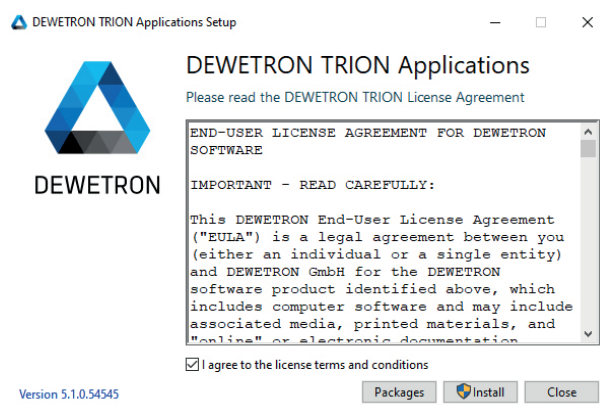 DEWETRON TRION Applications Setup
DEWETRON TRION Applications
Please read the DEWETRON TRION License Agreement
DEWETRON
END-USER LICENSE AGREEMENT FOR DEWETRON
SOFTWARE
IMPORTANT - READ CAREFULLY:
This DEWETRON End-User License Agreement
("EULA") is a legal agreement between you
(either an individual or a single entity)
and DEWETRON GmbH for the DEWETRON
software product identified above, which
includes computer software and may include
associated media, printed materials, and
"online" or electronic documentation
I agree to the license terms and conditions
Version 5.1.0.54545
Packages
Install
Close